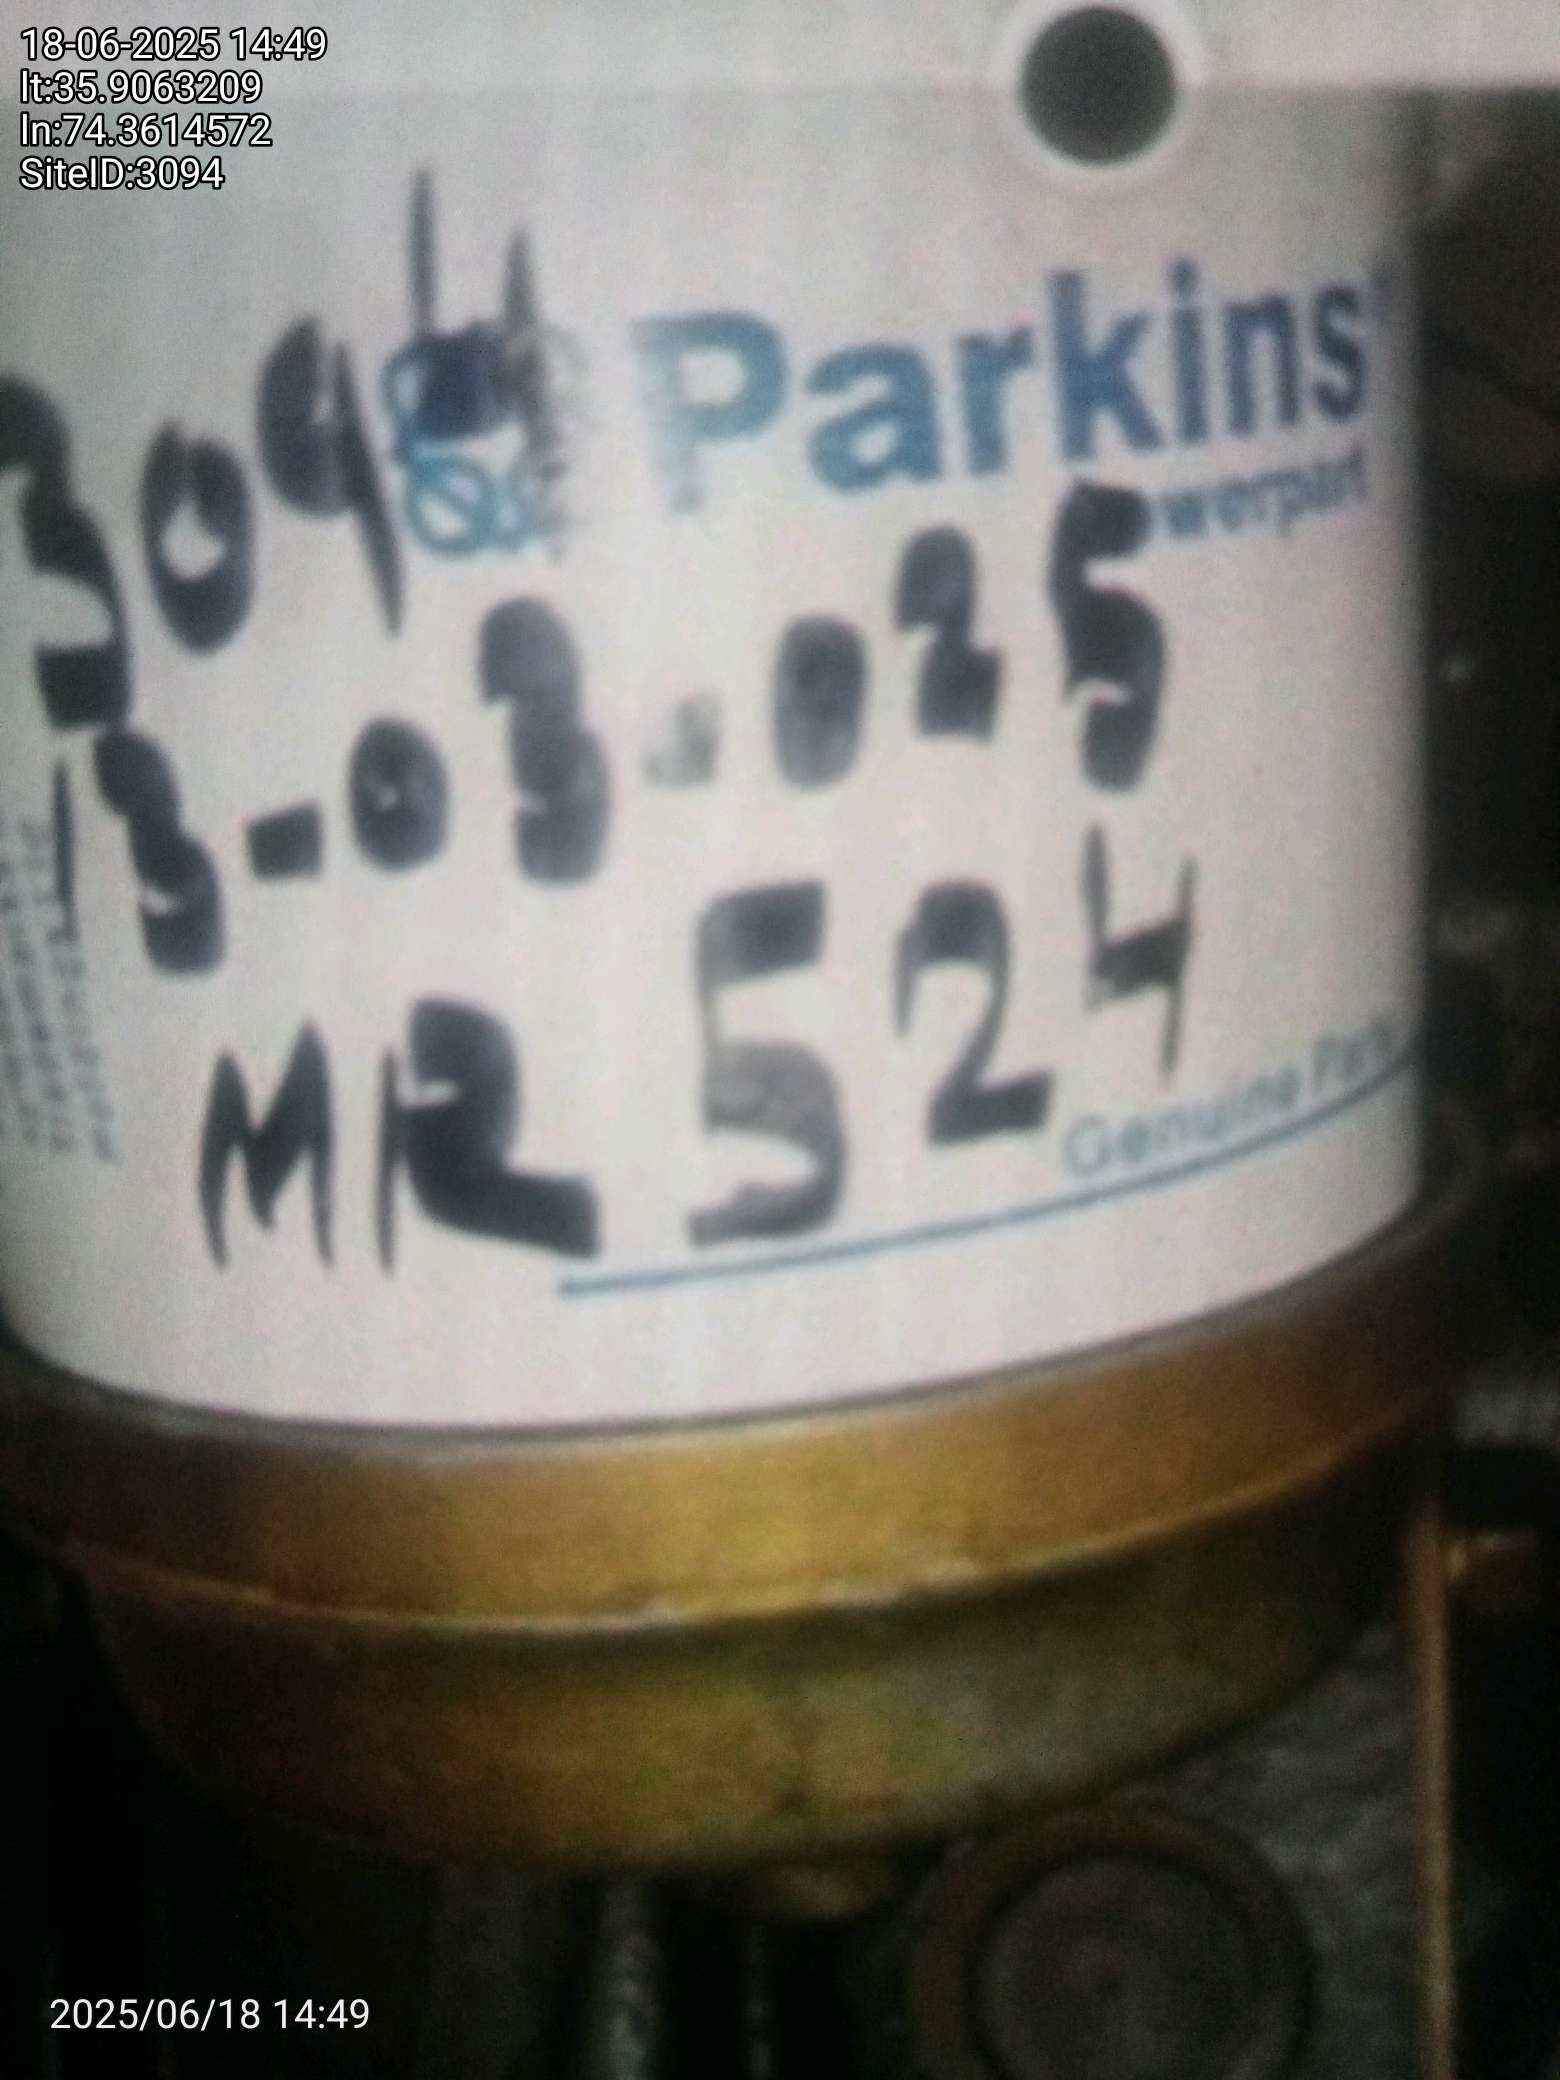 18-06-2025 14:49
lt:35.9063209
ln:74.3614572
SiteID:3094
3094
Parkins
werpart
13-03-025
MR 524
Genuine Parts
2025/06/18 14:49